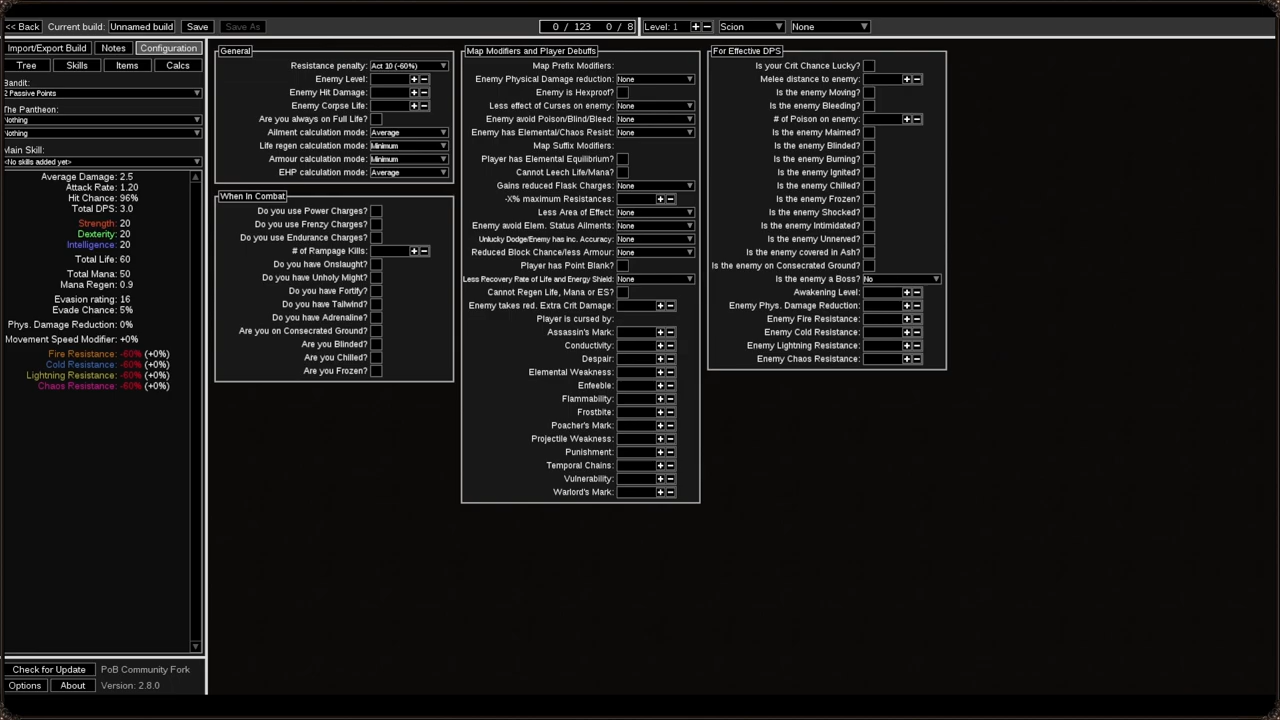 << Back Current build: Unnamed build Save Save As 0 / 123 0 / 8 Level: 1 + − Scion None
Import/Export Build Notes Configuration
Tree Skills Items Calcs
Bandit:
2 Passive Points
The Pantheon:
Nothing
Nothing
Main Skill:
<No skills added yet>
Average Damage: 2.5
Attack Rate: 1.20
Hit Chance: 96%
Total DPS: 3.0
Strength: 20
Dexterity: 20
Intelligence: 20
Total Life: 60
Total Mana: 50
Mana Regen: 0.9
Evasion rating: 16
Evade Chance: 5%
Phys. Damage Reduction: 0%
Movement Speed Modifier: +0%
Fire Resistance: -60% (+0%)
Cold Resistance: -60% (+0%)
Lightning Resistance: -60% (+0%)
Chaos Resistance: -60% (+0%)
Check for Update PoB Community Fork
Options About Version: 2.8.0
General
Resistance penalty: Act 10 (-60%)
Enemy Level: + −
Enemy Hit Damage: + −
Enemy Corpse Life: + −
Are you always on Full Life?
Ailment calculation mode: Average
Life regen calculation mode: Minimum
Armour calculation mode: Minimum
EHP calculation mode: Average
When In Combat
Do you use Power Charges?
Do you use Frenzy Charges?
Do you use Endurance Charges?
# of Rampage Kills: + −
Do you have Onslaught?
Do you have Unholy Might?
Do you have Fortify?
Do you have Tailwind?
Do you have Adrenaline?
Are you on Consecrated Ground?
Are you Blinded?
Are you Chilled?
Are you Frozen?
Map Modifiers and Player Debuffs
Map Prefix Modifiers:
Enemy Physical Damage reduction: None
Enemy is Hexproof?
Less effect of Curses on enemy: None
Enemy avoid Poison/Blind/Bleed: None
Enemy has Elemental/Chaos Resist: None
Map Suffix Modifiers:
Player has Elemental Equilibrium?
Cannot Leech Life/Mana?
Gains reduced Flask Charges: None
-X% maximum Resistances: + −
Less Area of Effect: None
Enemy avoid Elem. Status Ailments: None
Unlucky Dodge/Enemy has inc. Accuracy: None
Reduced Block Chance/less Armour: None
Player has Point Blank?
Less Recovery Rate of Life and Energy Shield: None
Cannot Regen Life, Mana or ES?
Enemy takes red. Extra Crit Damage: + −
Player is cursed by:
Assassin's Mark: + −
Conductivity: + −
Despair: + −
Elemental Weakness: + −
Enfeeble: + −
Flammability: + −
Frostbite: + −
Poacher's Mark: + −
Projectile Weakness: + −
Punishment: + −
Temporal Chains: + −
Vulnerability: + −
Warlord's Mark: + −
For Effective DPS
Is your Crit Chance Lucky?
Melee distance to enemy: + −
Is the enemy Moving?
Is the enemy Bleeding?
# of Poison on enemy: + −
Is the enemy Maimed?
Is the enemy Blinded?
Is the enemy Burning?
Is the enemy Ignited?
Is the enemy Chilled?
Is the enemy Frozen?
Is the enemy Shocked?
Is the enemy Intimidated?
Is the enemy Unnerved?
Is the enemy covered in Ash?
Is the enemy on Consecrated Ground?
Is the enemy a Boss? No
Awakening Level: + −
Enemy Phys. Damage Reduction: + −
Enemy Fire Resistance: + −
Enemy Cold Resistance: + −
Enemy Lightning Resistance: + −
Enemy Chaos Resistance: + −